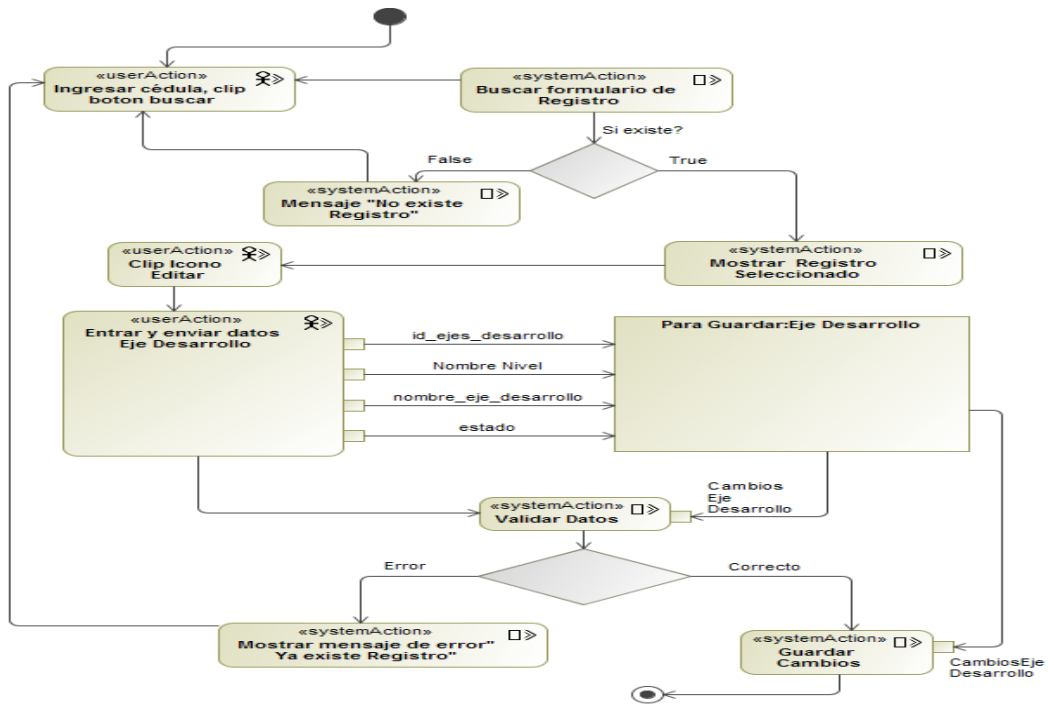 «userAction»
Ingresar cédula, clip
boton buscar
«systemAction»
Buscar formulario de
Registro
Si existe?
False
True
«systemAction»
Mensaje "No existe
Registro"
«userAction»
Clip Icono
Editar
«systemAction»
Mostrar Registro
Seleccionado
«userAction»
Entrar y enviar datos
Eje Desarrollo
id_ejes_desarrollo
Nombre Nivel
nombre_eje_desarrollo
estado
Para Guardar:Eje Desarrollo
Cambios
Eje
Desarrollo
«systemAction»
Validar Datos
Error
Correcto
«systemAction»
Mostrar mensaje de error"
Ya existe Registro"
«systemAction»
Guardar
Cambios
CambiosEje
Desarrollo